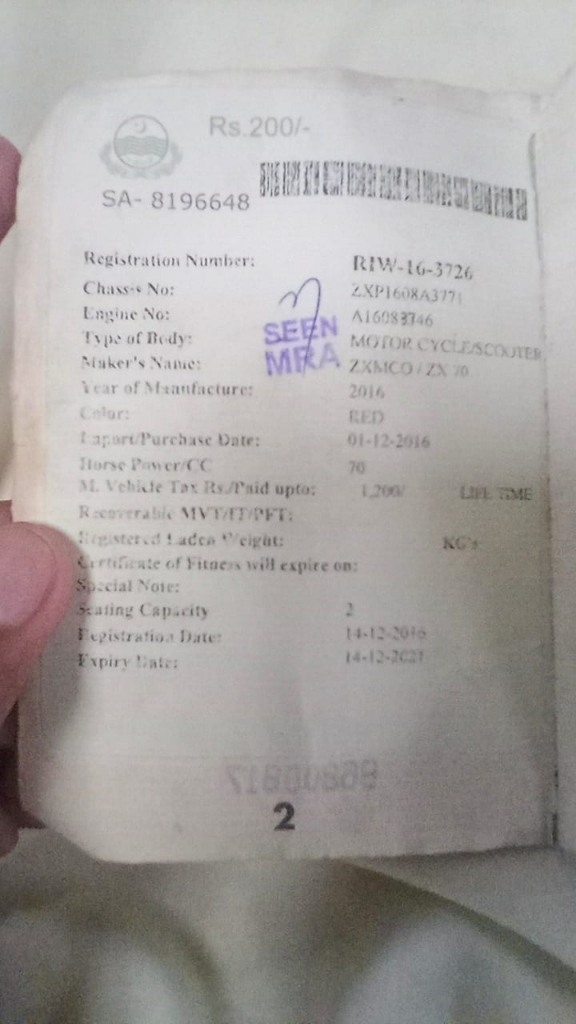 Rs.200/-
SA- 8196648
Registration Number: RIW-16-3726
Chassis No: ZXP1608A3771
Engine No: A16083746
SEEN
MRA
Type of Body: MOTOR CYCLE/SCOOTER
Maker's Name: ZXMCO / ZX 70
Year of Manufacture: 2016
Color: RED
Import/Purchase Date: 01-12-2016
Horse Power/CC 70
M. Vehicle Tax Rs./Paid upto: 1,200/ LIFE TIME
Recoverable MVT/IT/PFT:
Registered Laden Weight: KG's
Certificate of Fitness will expire on:
Special Note:
Seating Capacity 2
Registration Date: 14-12-2016
Expiry Date: 14-12-2021
2